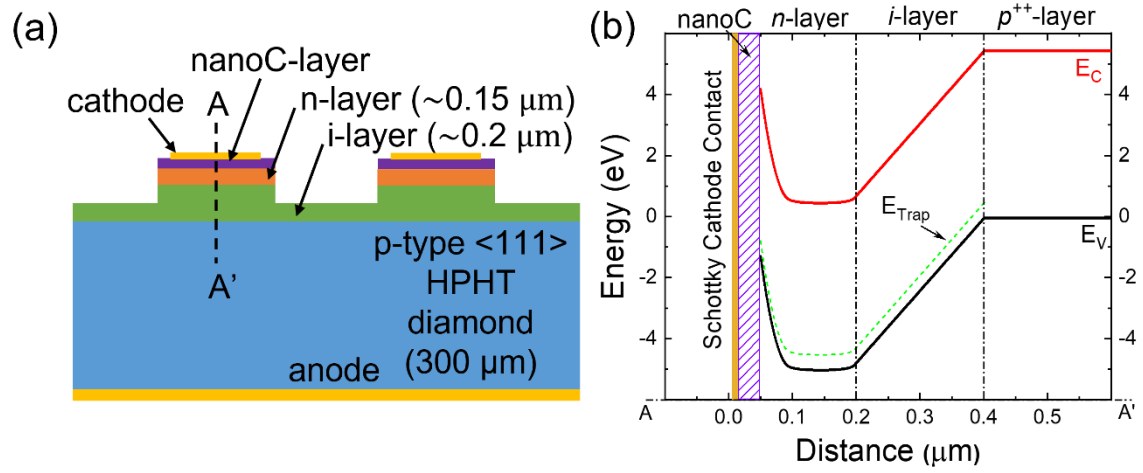 (a)
nanoC-layer
cathode
A
n-layer (~0.15 μm)
i-layer (~0.2 μm)
A'
p-type <111>
HPHT
diamond
(300 μm)
anode
(b)
nanoC
n-layer
i-layer
p⁺⁺-layer
Energy (eV)
4
2
0
-2
-4
Schottky Cathode Contact
E_C
E_Trap
E_V
4
2
0
-2
-4
A
0.0
0.1
0.2
0.3
0.4
0.5
A'
Distance (μm)